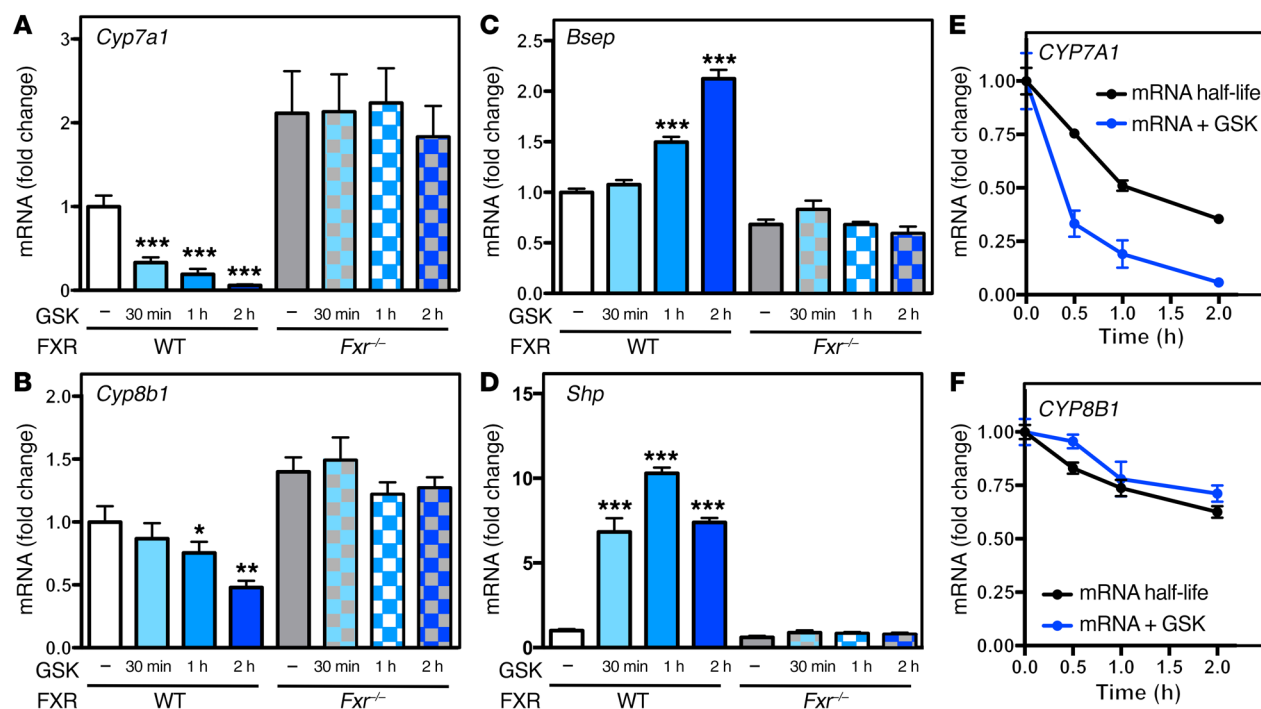 A
Cyp7a1
mRNA (fold change)
3
2
1
0
***
***
***
GSK – 30 min 1 h 2 h – 30 min 1 h 2 h
FXR WT Fxr–/–
B
Cyp8b1
mRNA (fold change)
2.0
1.5
1.0
0.5
0.0
*
**
GSK – 30 min 1 h 2 h – 30 min 1 h 2 h
FXR WT Fxr–/–
C
Bsep
mRNA (fold change)
2.5
2.0
1.5
1.0
0.5
0.0
***
***
GSK – 30 min 1 h 2 h – 30 min 1 h 2 h
FXR WT Fxr–/–
D
Shp
mRNA (fold change)
15
10
5
0
***
***
***
GSK – 30 min 1 h 2 h – 30 min 1 h 2 h
FXR WT Fxr–/–
E
CYP7A1
mRNA (fold change)
1.00
0.75
0.50
0.25
0.00
mRNA half-life
mRNA + GSK
0.0 0.5 1.0 1.5 2.0
Time (h)
F
CYP8B1
mRNA (fold change)
1.00
0.75
0.50
0.25
0.00
mRNA half-life
mRNA + GSK
0.0 0.5 1.0 1.5 2.0
Time (h)